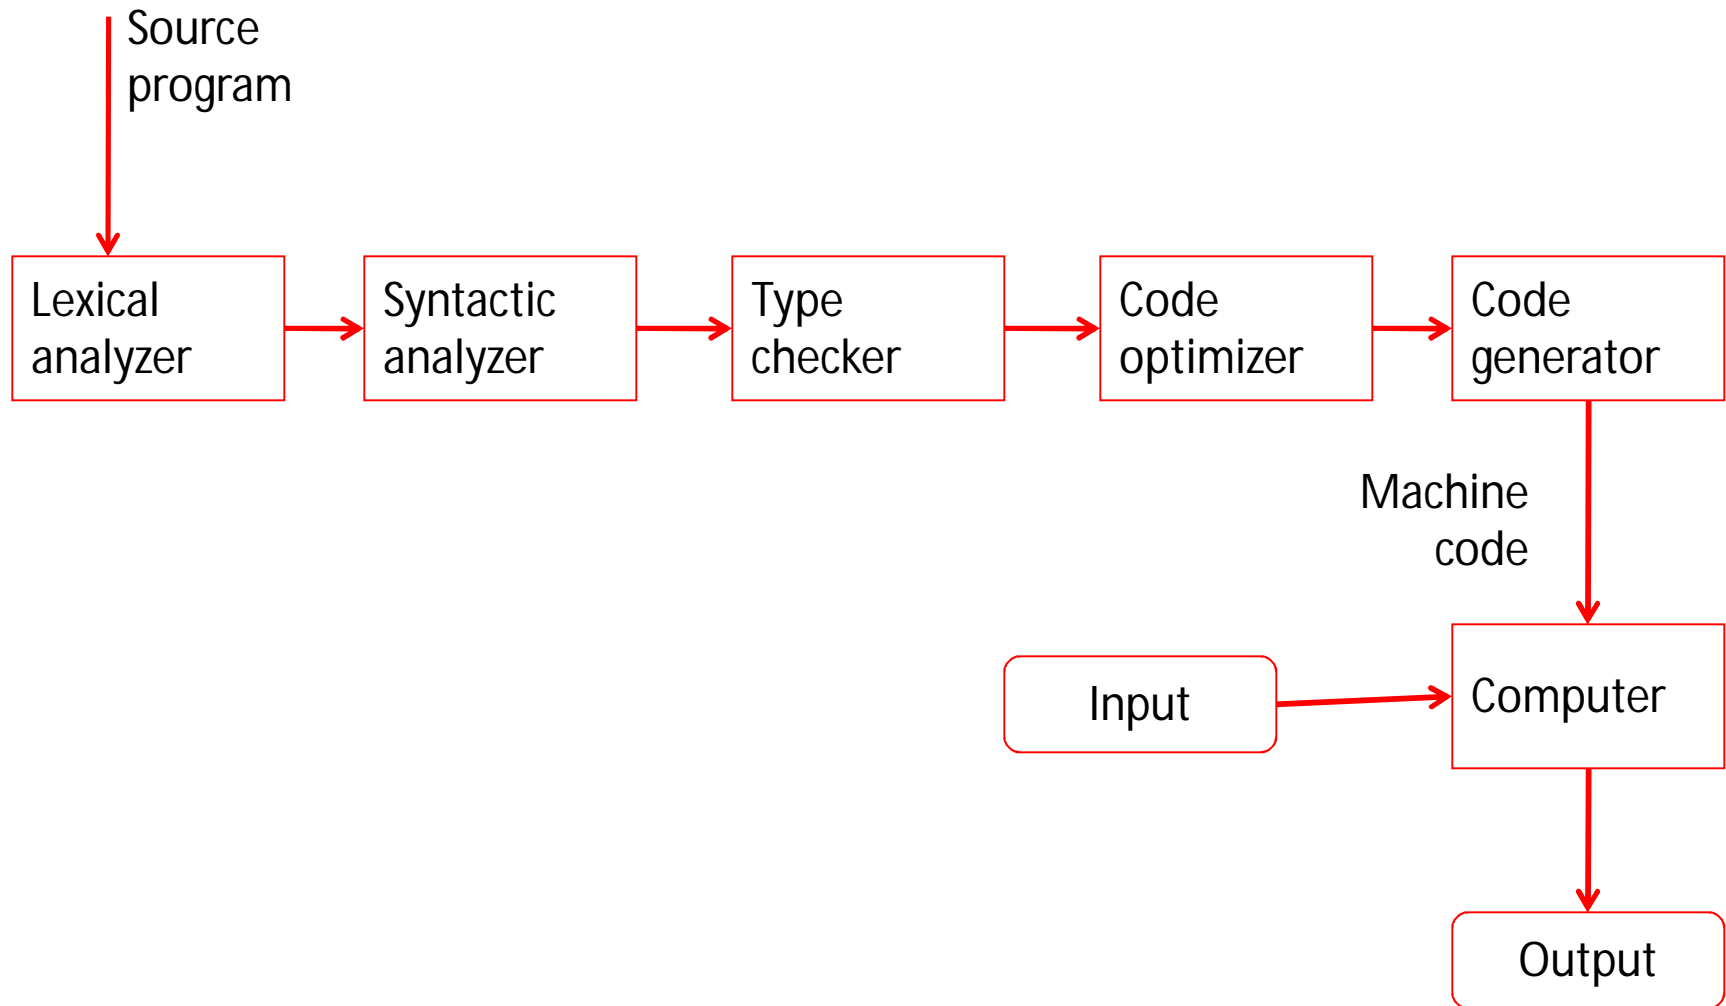 Source
program
Lexical
analyzer
Syntactic
analyzer
Type
checker
Code
optimizer
Code
generator
Machine
code
Input
Computer
Output